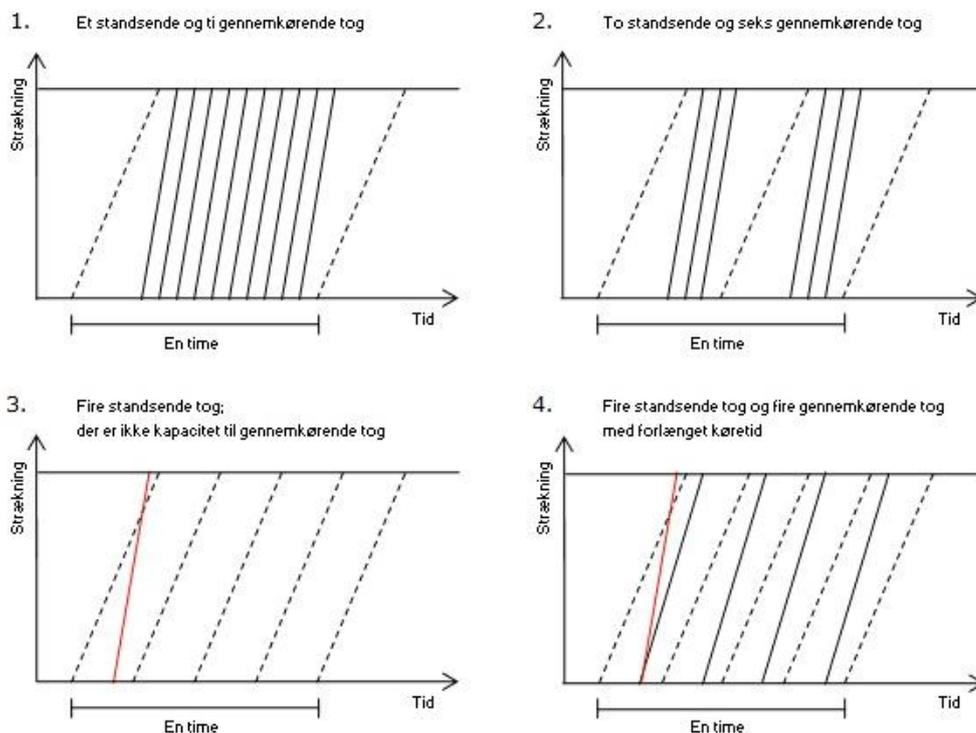 1. Et standsende og ti gennemkørende tog
Strækning
Tid
En time
2. To standsende og seks gennemkørende tog
Strækning
Tid
En time
3. Fire standsende tog;
der er ikke kapacitet til gennemkørende tog
Strækning
Tid
En time
4. Fire standsende tog og fire gennemkørende tog
med forlænget køretid
Strækning
Tid
En time